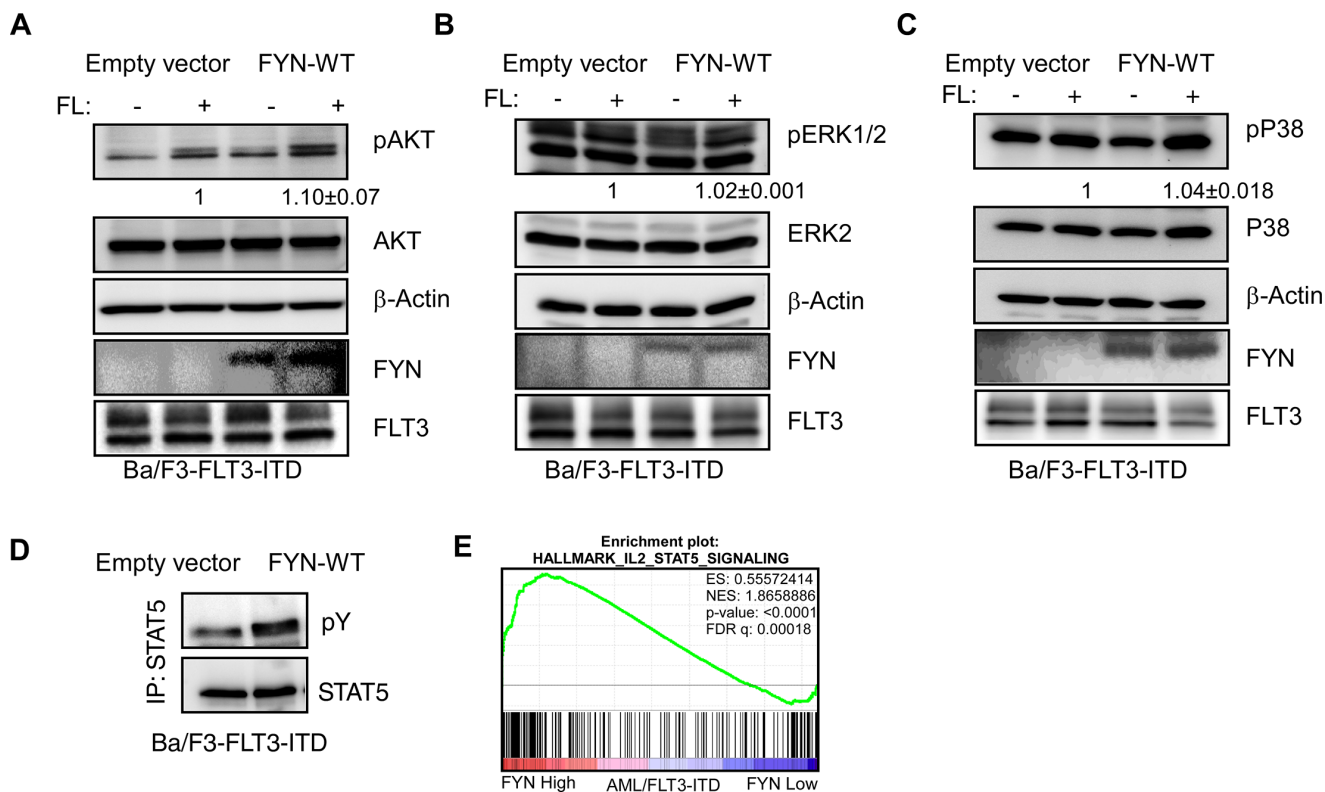 A
Empty vector FYN-WT
FL: - + - +
pAKT
1 1.10±0.07
AKT
β-Actin
FYN
FLT3
Ba/F3-FLT3-ITD
B
Empty vector FYN-WT
FL: - + - +
pERK1/2
1 1.02±0.001
ERK2
β-Actin
FYN
FLT3
Ba/F3-FLT3-ITD
C
Empty vector FYN-WT
FL: - + - +
pP38
1 1.04±0.018
P38
β-Actin
FYN
FLT3
Ba/F3-FLT3-ITD
D
Empty vector FYN-WT
IP: STAT5
pY
STAT5
Ba/F3-FLT3-ITD
E
Enrichment plot:
HALLMARK_IL2_STAT5_SIGNALING
ES: 0.55572414
NES: 1.8658886
p-value: <0.0001
FDR q: 0.00018
FYN High AML/FLT3-ITD FYN Low